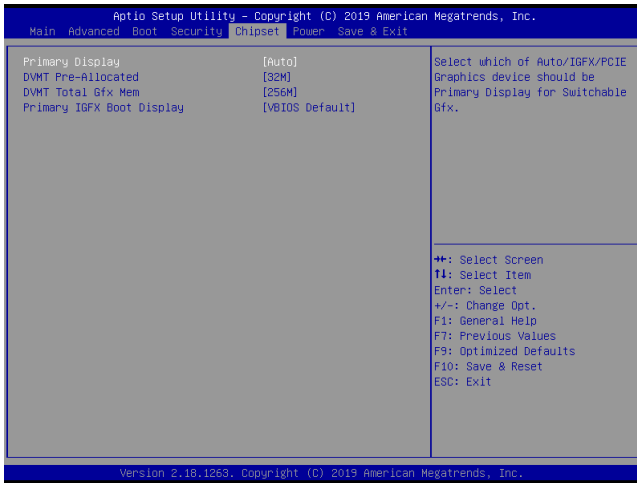 Aptio Setup Utility – Copyright (C) 2019 American Megatrends, Inc.
Main Advanced Boot Security Chipset Power Save & Exit
Primary Display [Auto]
DVMT Pre-Allocated [32M]
DVMT Total Gfx Mem [256M]
Primary IGFX Boot Display [VBIOS Default]
Select which of Auto/IGFX/PCIE
Graphics device should be
Primary Display for Switchable
Gfx.
→←: Select Screen
↑↓: Select Item
Enter: Select
+/-: Change Opt.
F1: General Help
F7: Previous Values
F9: Optimized Defaults
F10: Save & Reset
ESC: Exit
Version 2.18.1263. Copyright (C) 2019 American Megatrends, Inc.